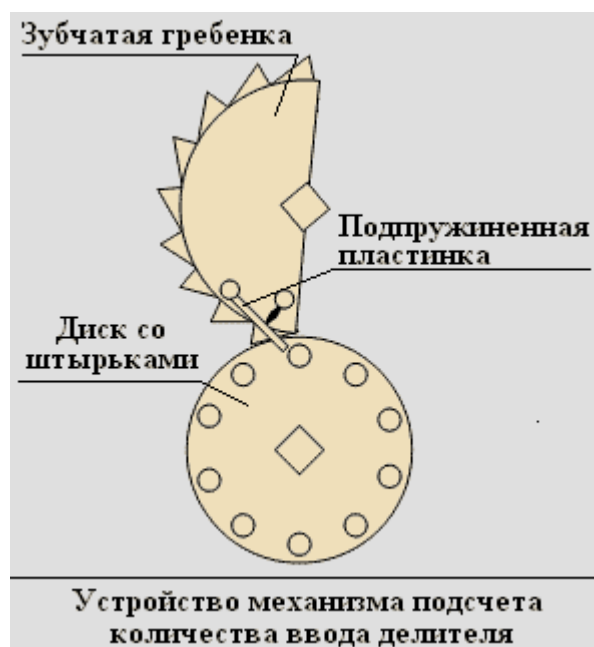 Зубчатая гребенка
Подпружиненная
пластинка
Диск со
штырьками
Устройство механизма подсчета
количества ввода делителя